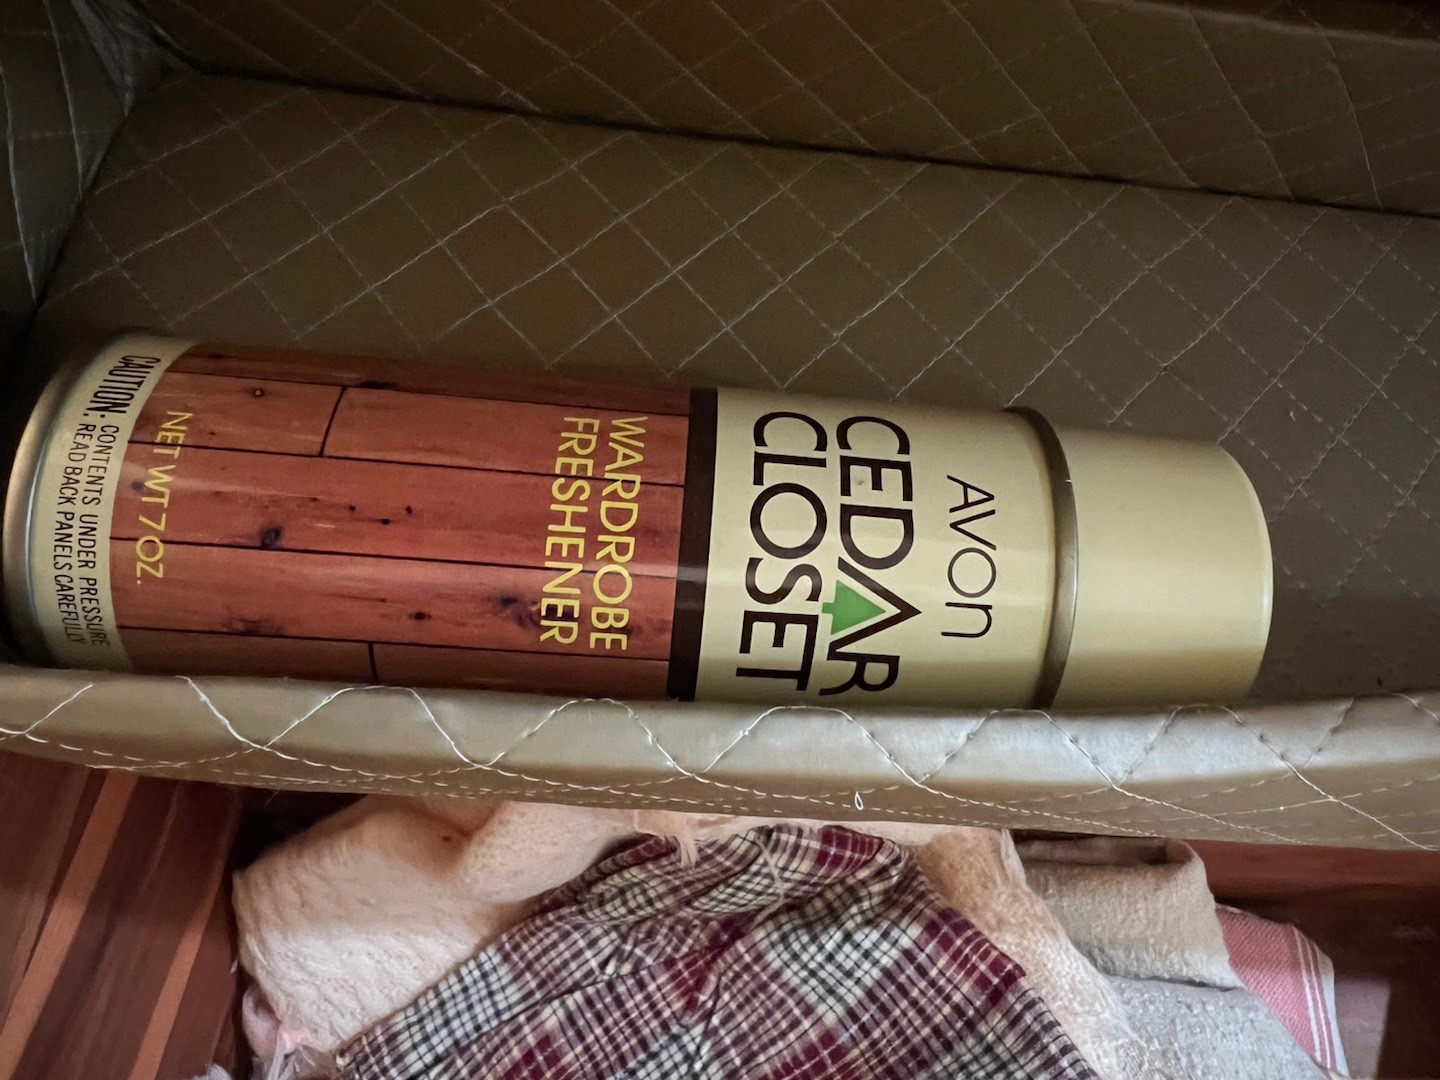 AVON
CEDAR
CLOSET
WARDROBE
FRESHENER
NET WT 7 OZ.
CAUTION: CONTENTS UNDER PRESSURE
READ BACK PANELS CAREFULLY